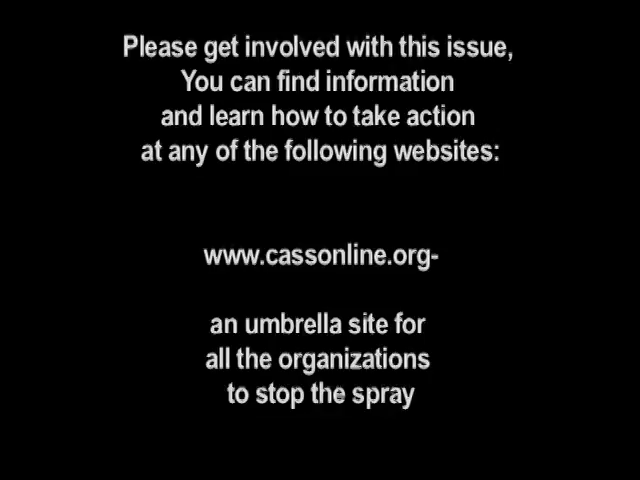 Please get involved with this issue,
You can find information
and learn how to take action
at any of the following websites:
www.cassonline.org-
an umbrella site for
all the organizations
to stop the spray